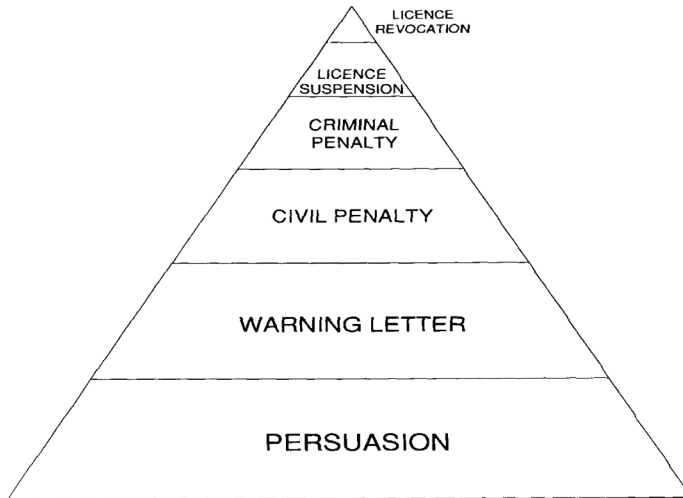 LICENCE
REVOCATION
LICENCE
SUSPENSION
CRIMINAL
PENALTY
CIVIL PENALTY
WARNING LETTER
PERSUASION